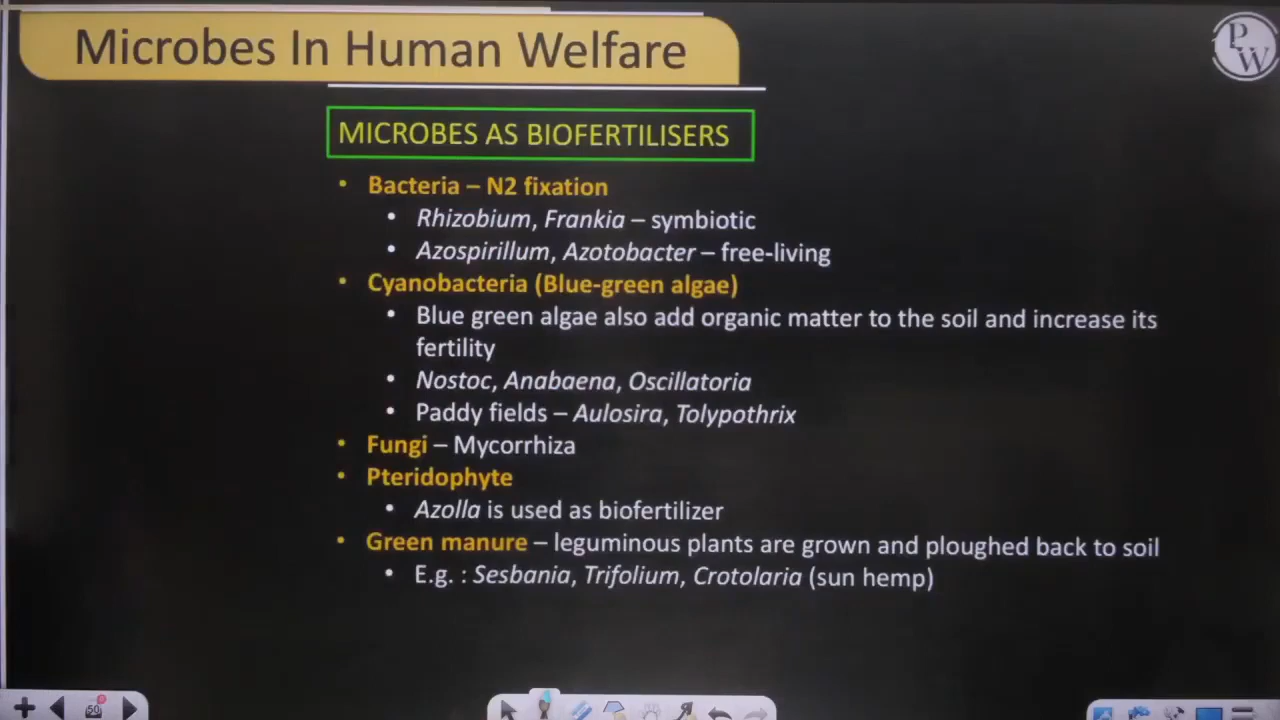 Microbes In Human Welfare
P
W
MICROBES AS BIOFERTILISERS
• Bacteria – N2 fixation
• Rhizobium, Frankia – symbiotic
• Azospirillum, Azotobacter – free-living
• Cyanobacteria (Blue-green algae)
• Blue green algae also add organic matter to the soil and increase its
fertility
• Nostoc, Anabaena, Oscillatoria
• Paddy fields – Aulosira, Tolypothrix
• Fungi – Mycorrhiza
• Pteridophyte
• Azolla is used as biofertilizer
• Green manure – leguminous plants are grown and ploughed back to soil
• E.g. : Sesbania, Trifolium, Crotolaria (sun hemp)
50